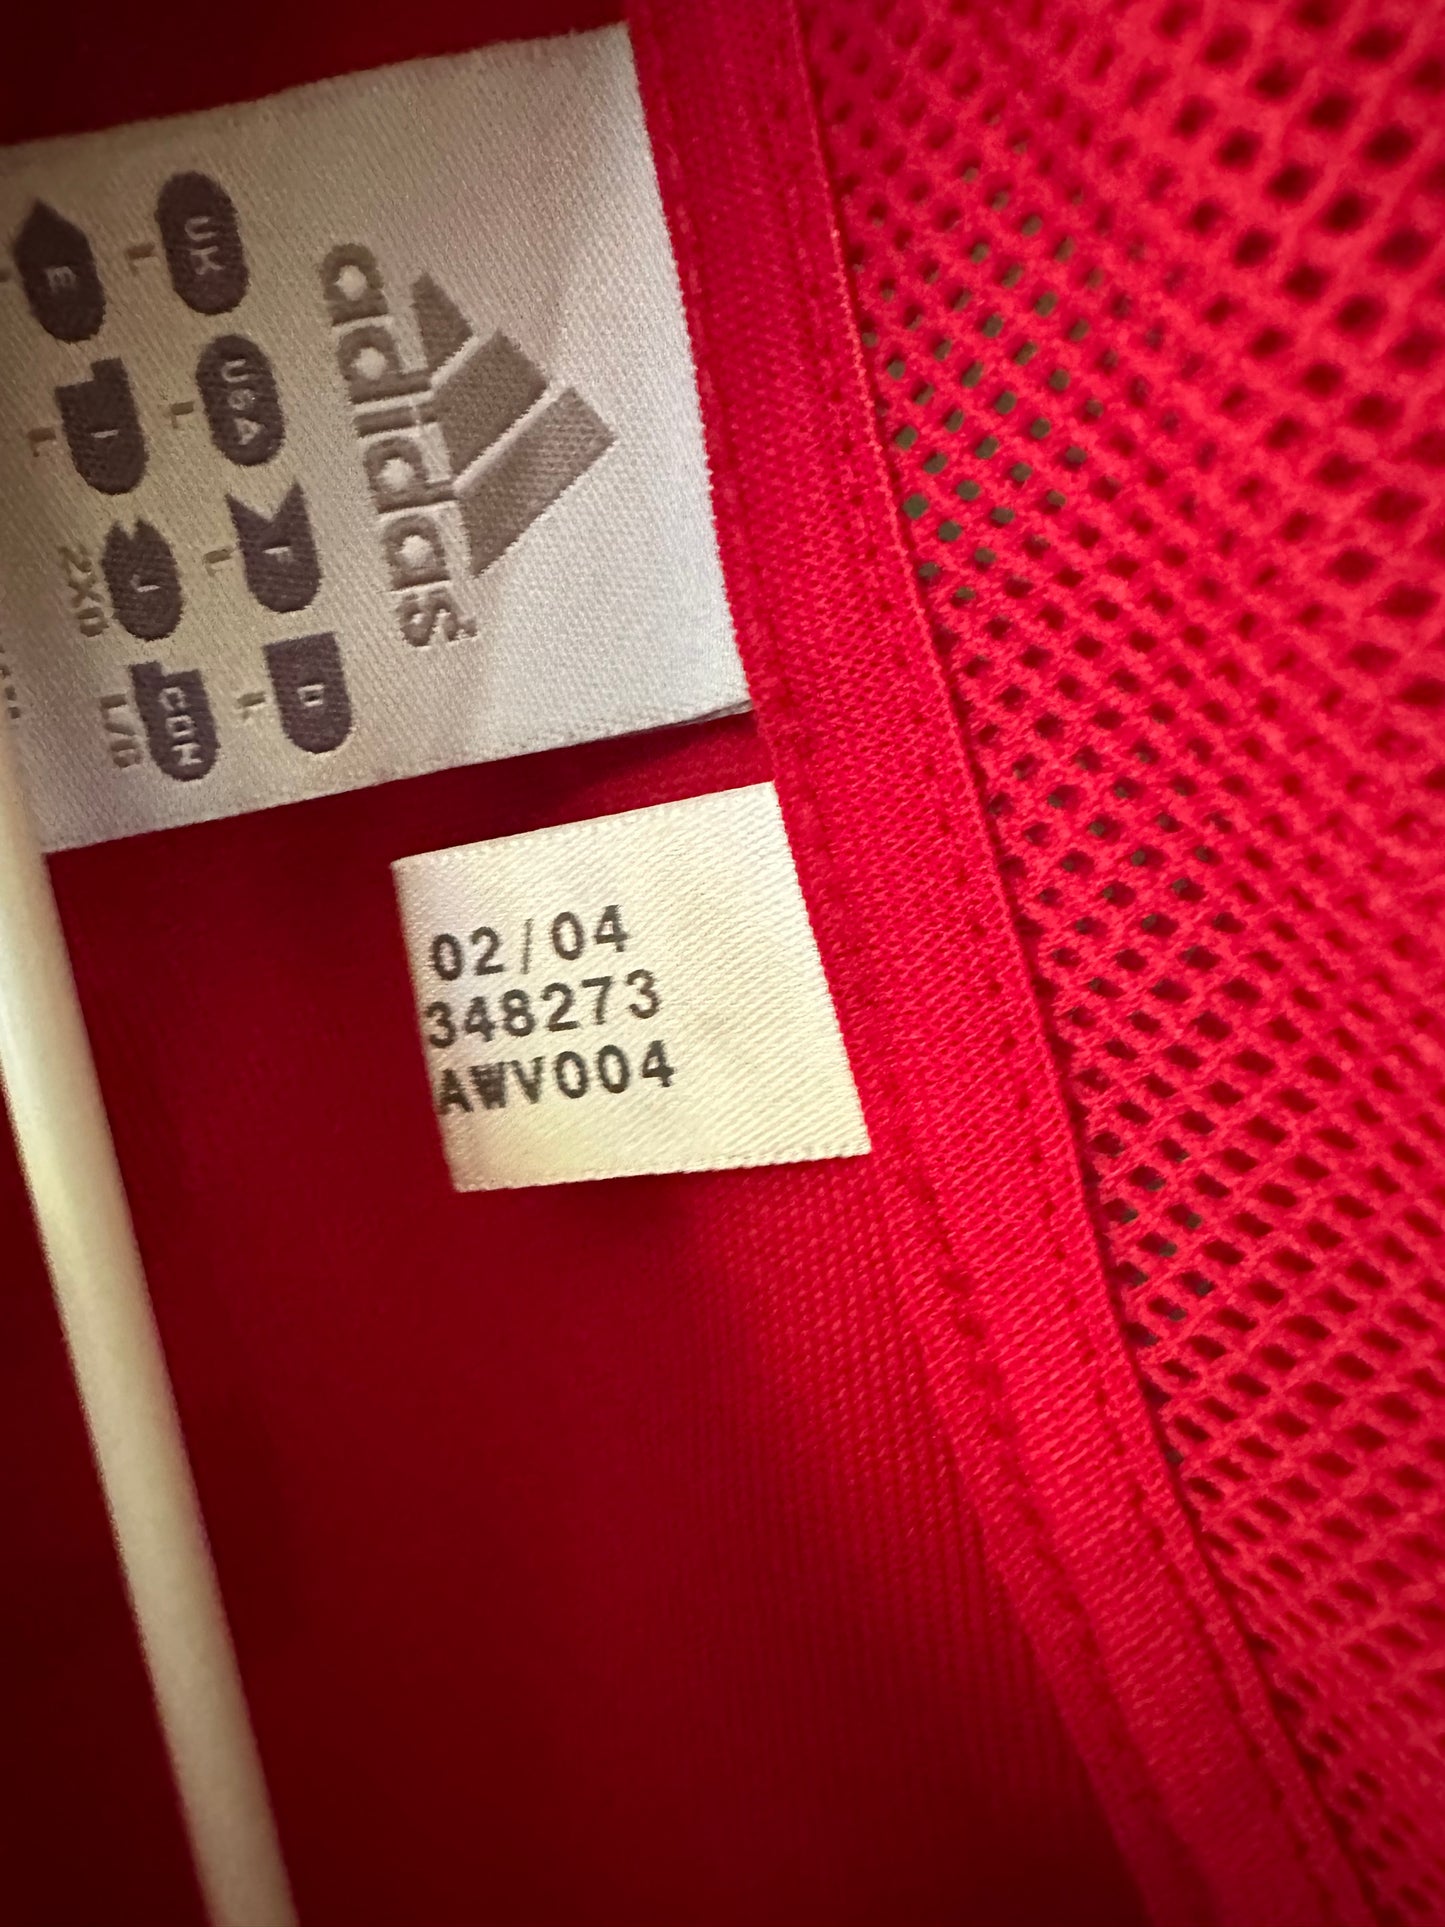 adidas
UK USA F D
L L L L
E I J CDN
L L 2XO L/G
02/04
348273
AWV004